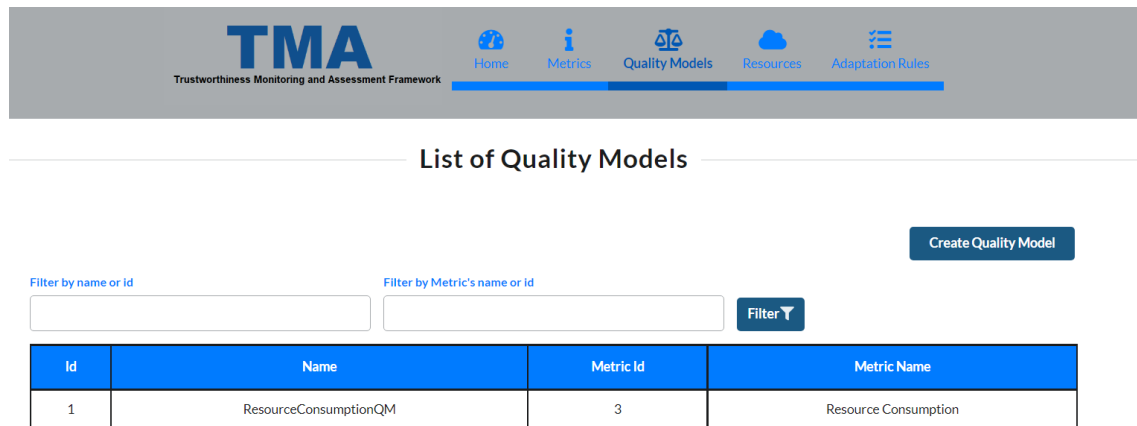 TMA
Trustworthiness Monitoring and Assessment Framework
Home Metrics Quality Models Resources Adaptation Rules
List of Quality Models
Create Quality Model
Filter by name or id Filter by Metric's name or id
Filter
Id Name Metric Id Metric Name
1 ResourceConsumptionQM 3 Resource Consumption